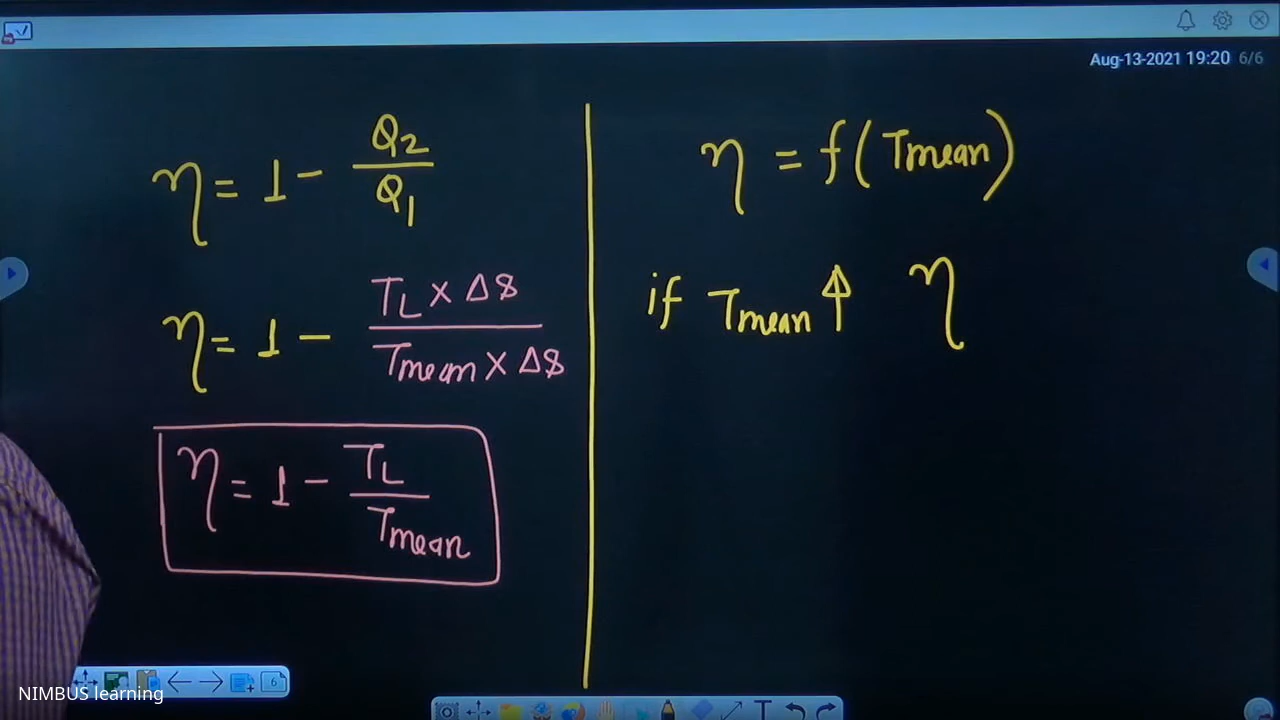 Aug-13-2021 19:20 6/6
η = 1 - Q2/Q1
η = 1 - TL × Δs / Tmean × Δs
η = 1 - TL/Tmean
η = f(Tmean)
if Tmean ↑ η
6
NIMBUS learning
T